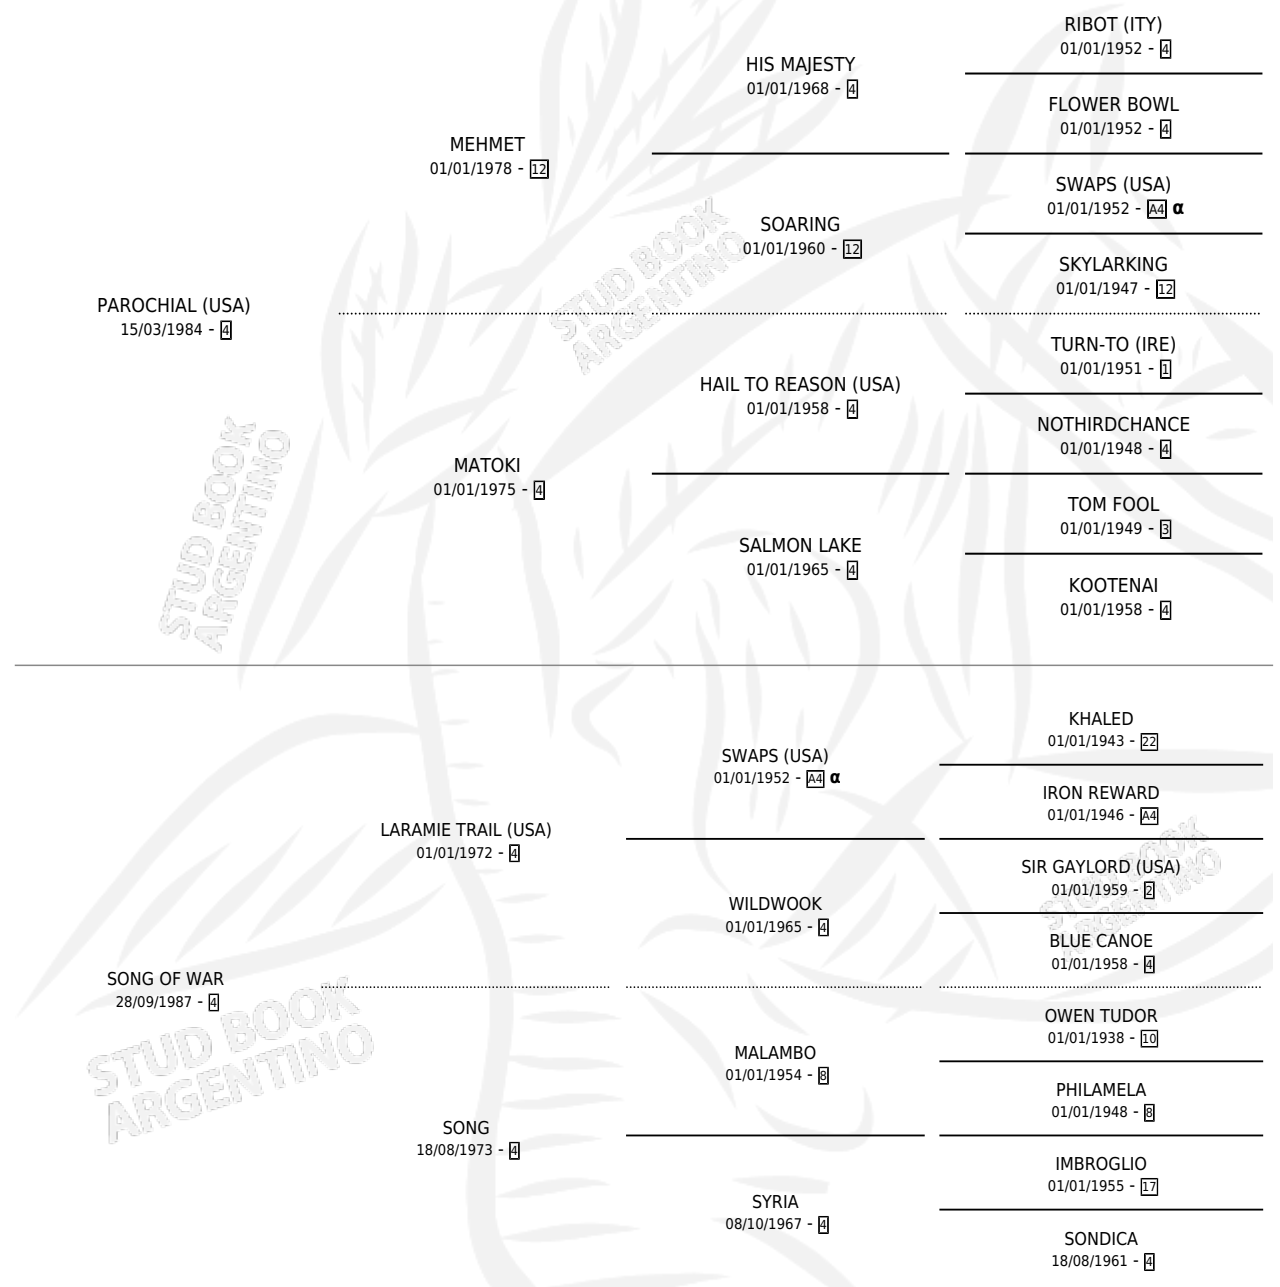 RIBOT (ITY)
01/01/1952 - 4
HIS MAJESTY
01/01/1968 - 4
FLOWER BOWL
01/01/1952 - 4
MEHMET
01/01/1978 - 12
SWAPS (USA)
01/01/1952 - A4 α
SOARING
01/01/1960 - 12
SKYLARKING
01/01/1947 - 12
PAROCHIAL (USA)
15/03/1984 - 4
TURN-TO (IRE)
01/01/1951 - 1
HAIL TO REASON (USA)
01/01/1958 - 4
NOTHIRDCHANCE
01/01/1948 - 4
MATOKI
01/01/1975 - 4
TOM FOOL
01/01/1949 - 3
SALMON LAKE
01/01/1965 - 4
KOOTENAI
01/01/1958 - 4
KHALED
01/01/1943 - 22
SWAPS (USA)
01/01/1952 - A4 α
IRON REWARD
01/01/1946 - A4
LARAMIE TRAIL (USA)
01/01/1972 - 4
SIR GAYLORD (USA)
01/01/1959 - 2
WILDWOOK
01/01/1965 - 4
BLUE CANOE
01/01/1958 - 4
SONG OF WAR
28/09/1987 - 4
OWEN TUDOR
01/01/1938 - 10
MALAMBO
01/01/1954 - 8
PHILAMELA
01/01/1948 - 8
SONG
18/08/1973 - 4
IMBROGLIO
01/01/1955 - 17
SYRIA
08/10/1967 - 4
SONDICA
18/08/1961 - 4
STUD BOOK
ARGENTINO
STUD BOOK
ARGENTINO
STUD BOOK
ARGENTINO
STUD BOOK
ARGENTINO